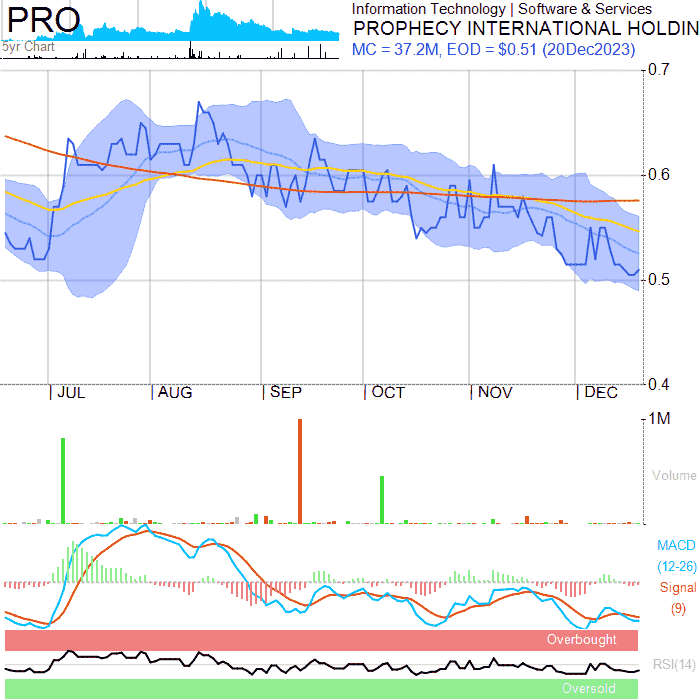 PRO
5yr Chart
Information Technology | Software & Services
PROPHECY INTERNATIONAL HOLDIN
MC = 37.2M, EOD = $0.51 (20Dec2023)
0.7
0.6
0.5
0.4
JUL AUG SEP OCT NOV DEC
1M
Volume
MACD
(12-26)
Signal
(9)
Overbought
RSI(14)
Oversold